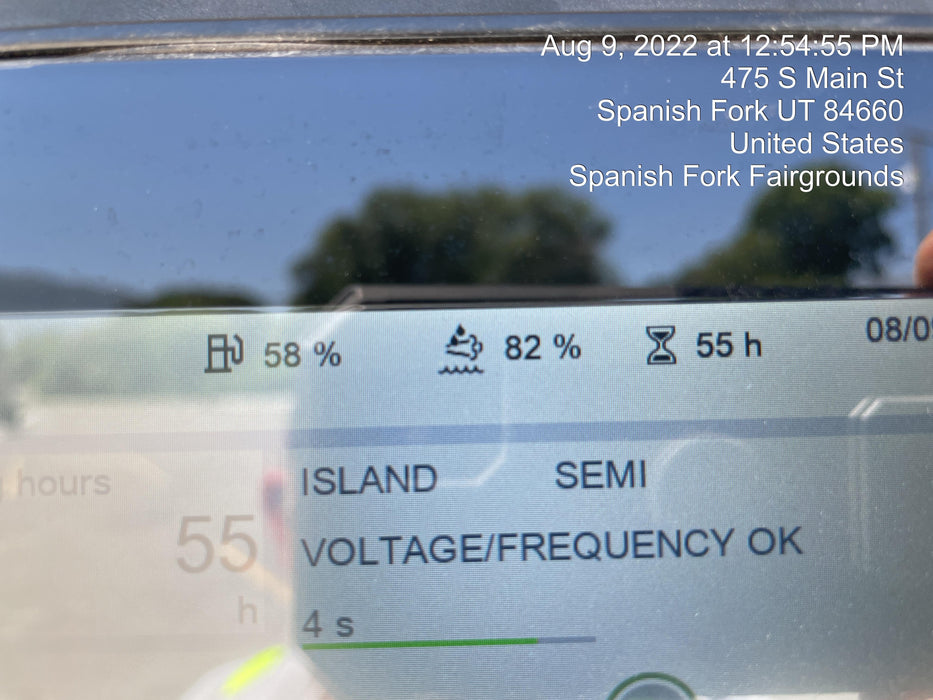 Aug 9, 2022 at 12:54:55 PM
475 S Main St
Spanish Fork UT 84660
United States
Spanish Fork Fairgrounds
58 % 82 % 55 h 08/0
hours
ISLAND SEMI
55
VOLTAGE/FREQUENCY OK
h
4 s